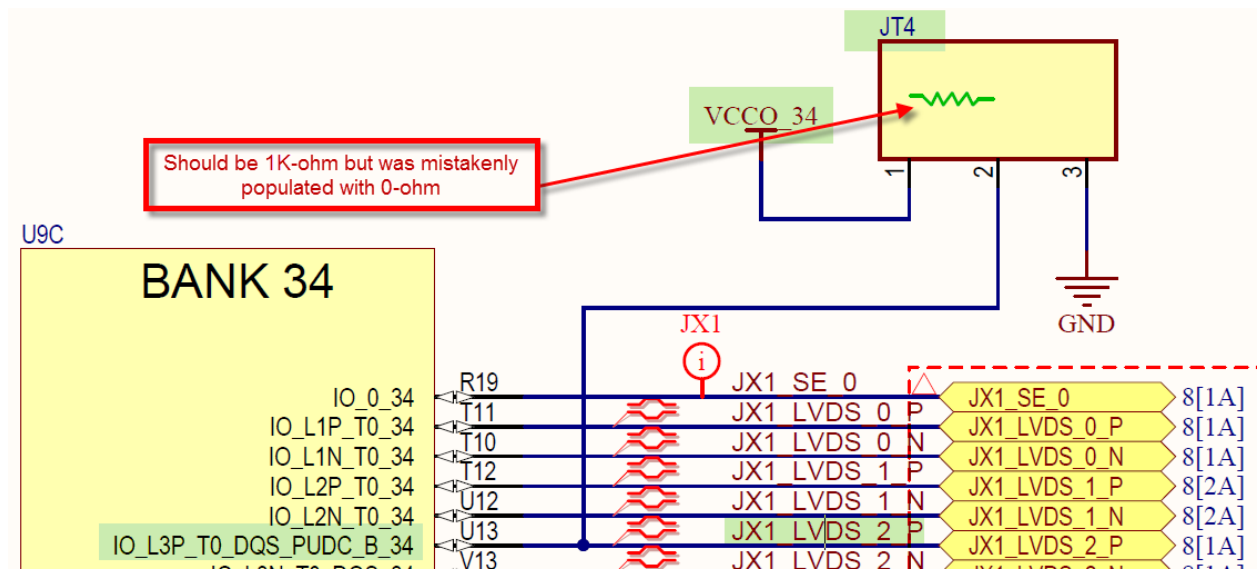 JT4
VCCO_34
Should be 1K-ohm but was mistakenly
populated with 0-ohm
1
2
3
U9C
BANK 34
GND
JX1
i
IO_0_34 R19 JX1_SE_0 JX1_SE_0 8[1A]
IO_L1P_T0_34 T11 JX1_LVDS_0_P JX1_LVDS_0_P 8[1A]
IO_L1N_T0_34 T10 JX1_LVDS_0_N JX1_LVDS_0_N 8[1A]
IO_L2P_T0_34 T12 JX1_LVDS_1_P JX1_LVDS_1_P 8[2A]
IO_L2N_T0_34 U12 JX1_LVDS_1_N JX1_LVDS_1_N 8[2A]
IO_L3P_T0_DQS_PUDC_B_34 U13 JX1_LVDS_2_P JX1_LVDS_2_P 8[1A]
V13 JX1_LVDS_2_N